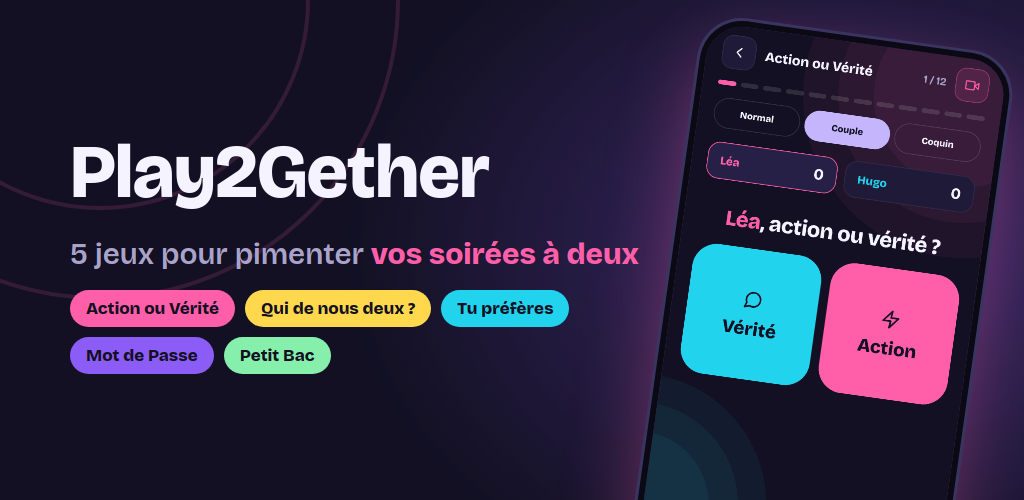 Play2Gether
5 jeux pour pimenter vos soirées à deux
Action ou Vérité
Qui de nous deux ?
Tu préfères
Mot de Passe
Petit Bac
Action ou Vérité
1 / 12
Normal
Couple
Coquin
Léa
0
Hugo
0
Léa, action ou vérité ?
Vérité
Action